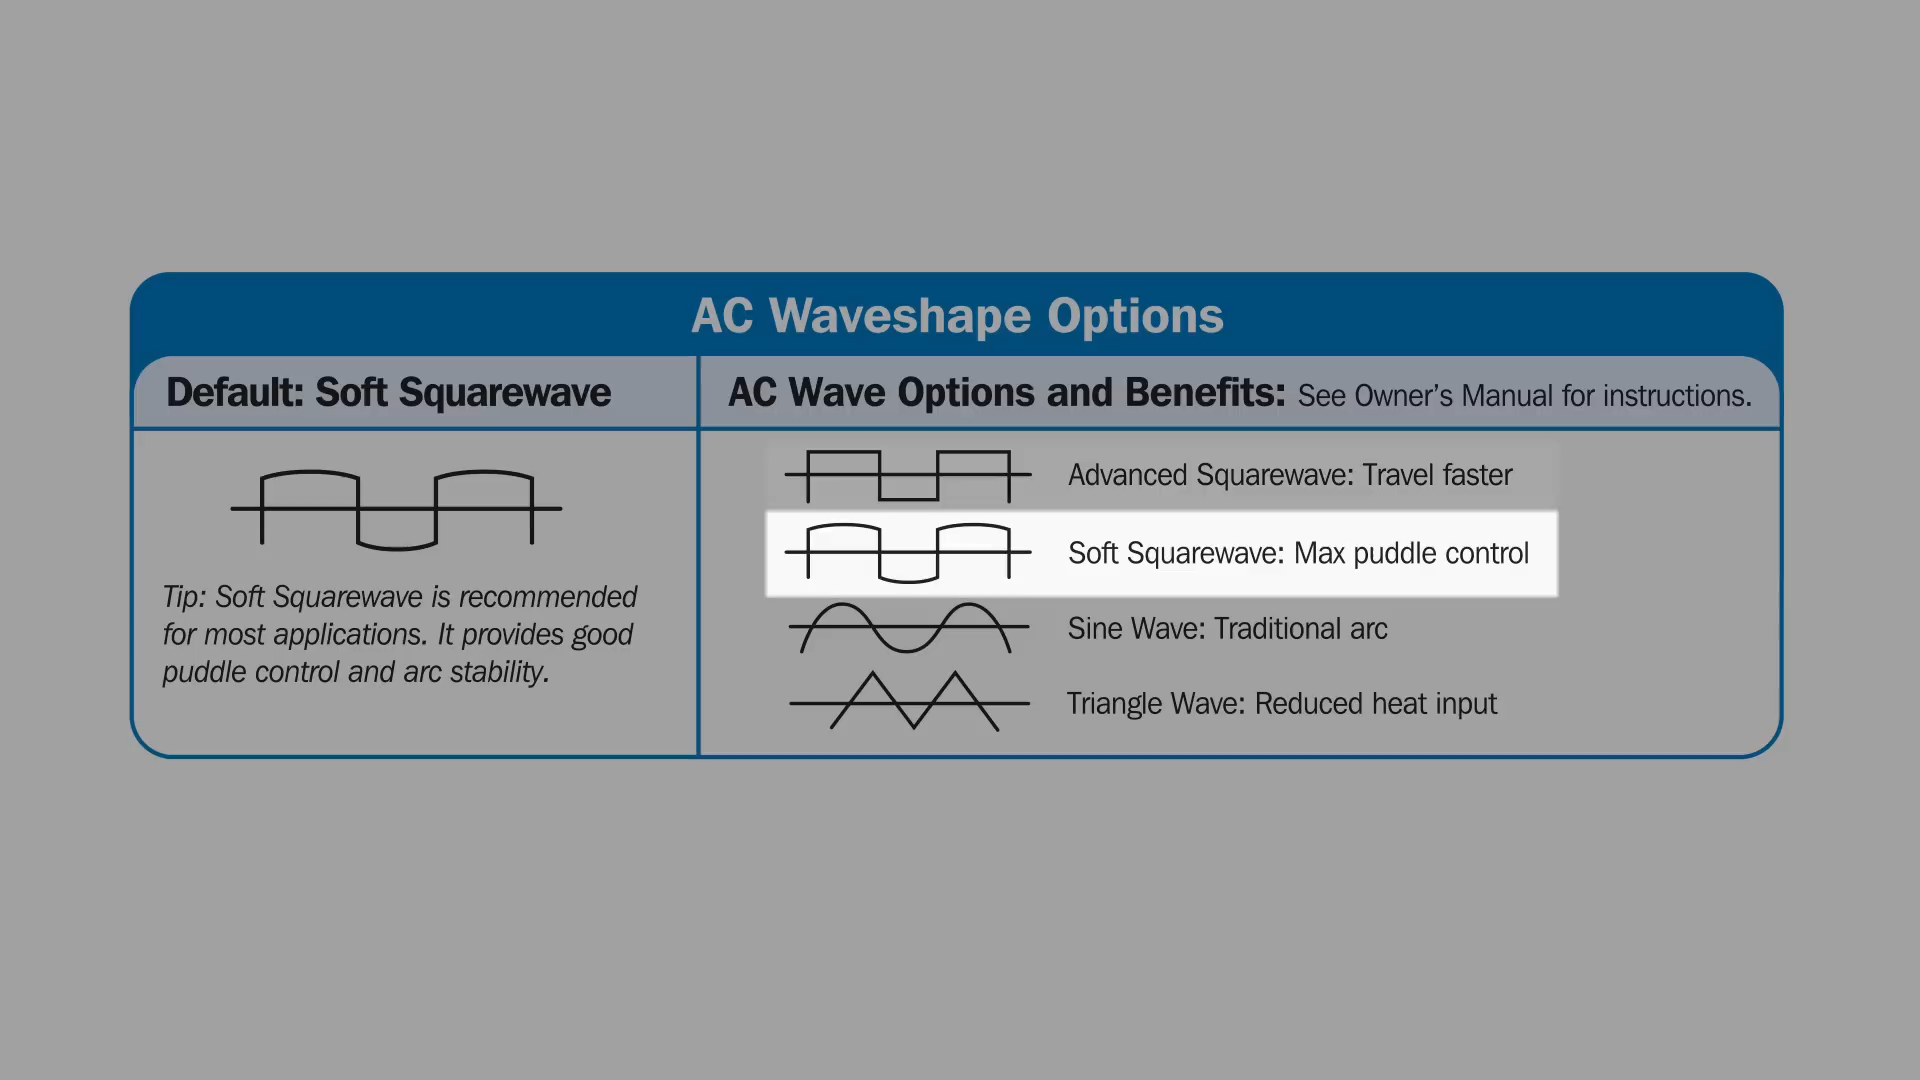 AC Waveshape Options
Default: Soft Squarewave
Tip: Soft Squarewave is recommended
for most applications. It provides good
puddle control and arc stability.
AC Wave Options and Benefits: See Owner’s Manual for instructions.
Advanced Squarewave: Travel faster
Soft Squarewave: Max puddle control
Sine Wave: Traditional arc
Triangle Wave: Reduced heat input